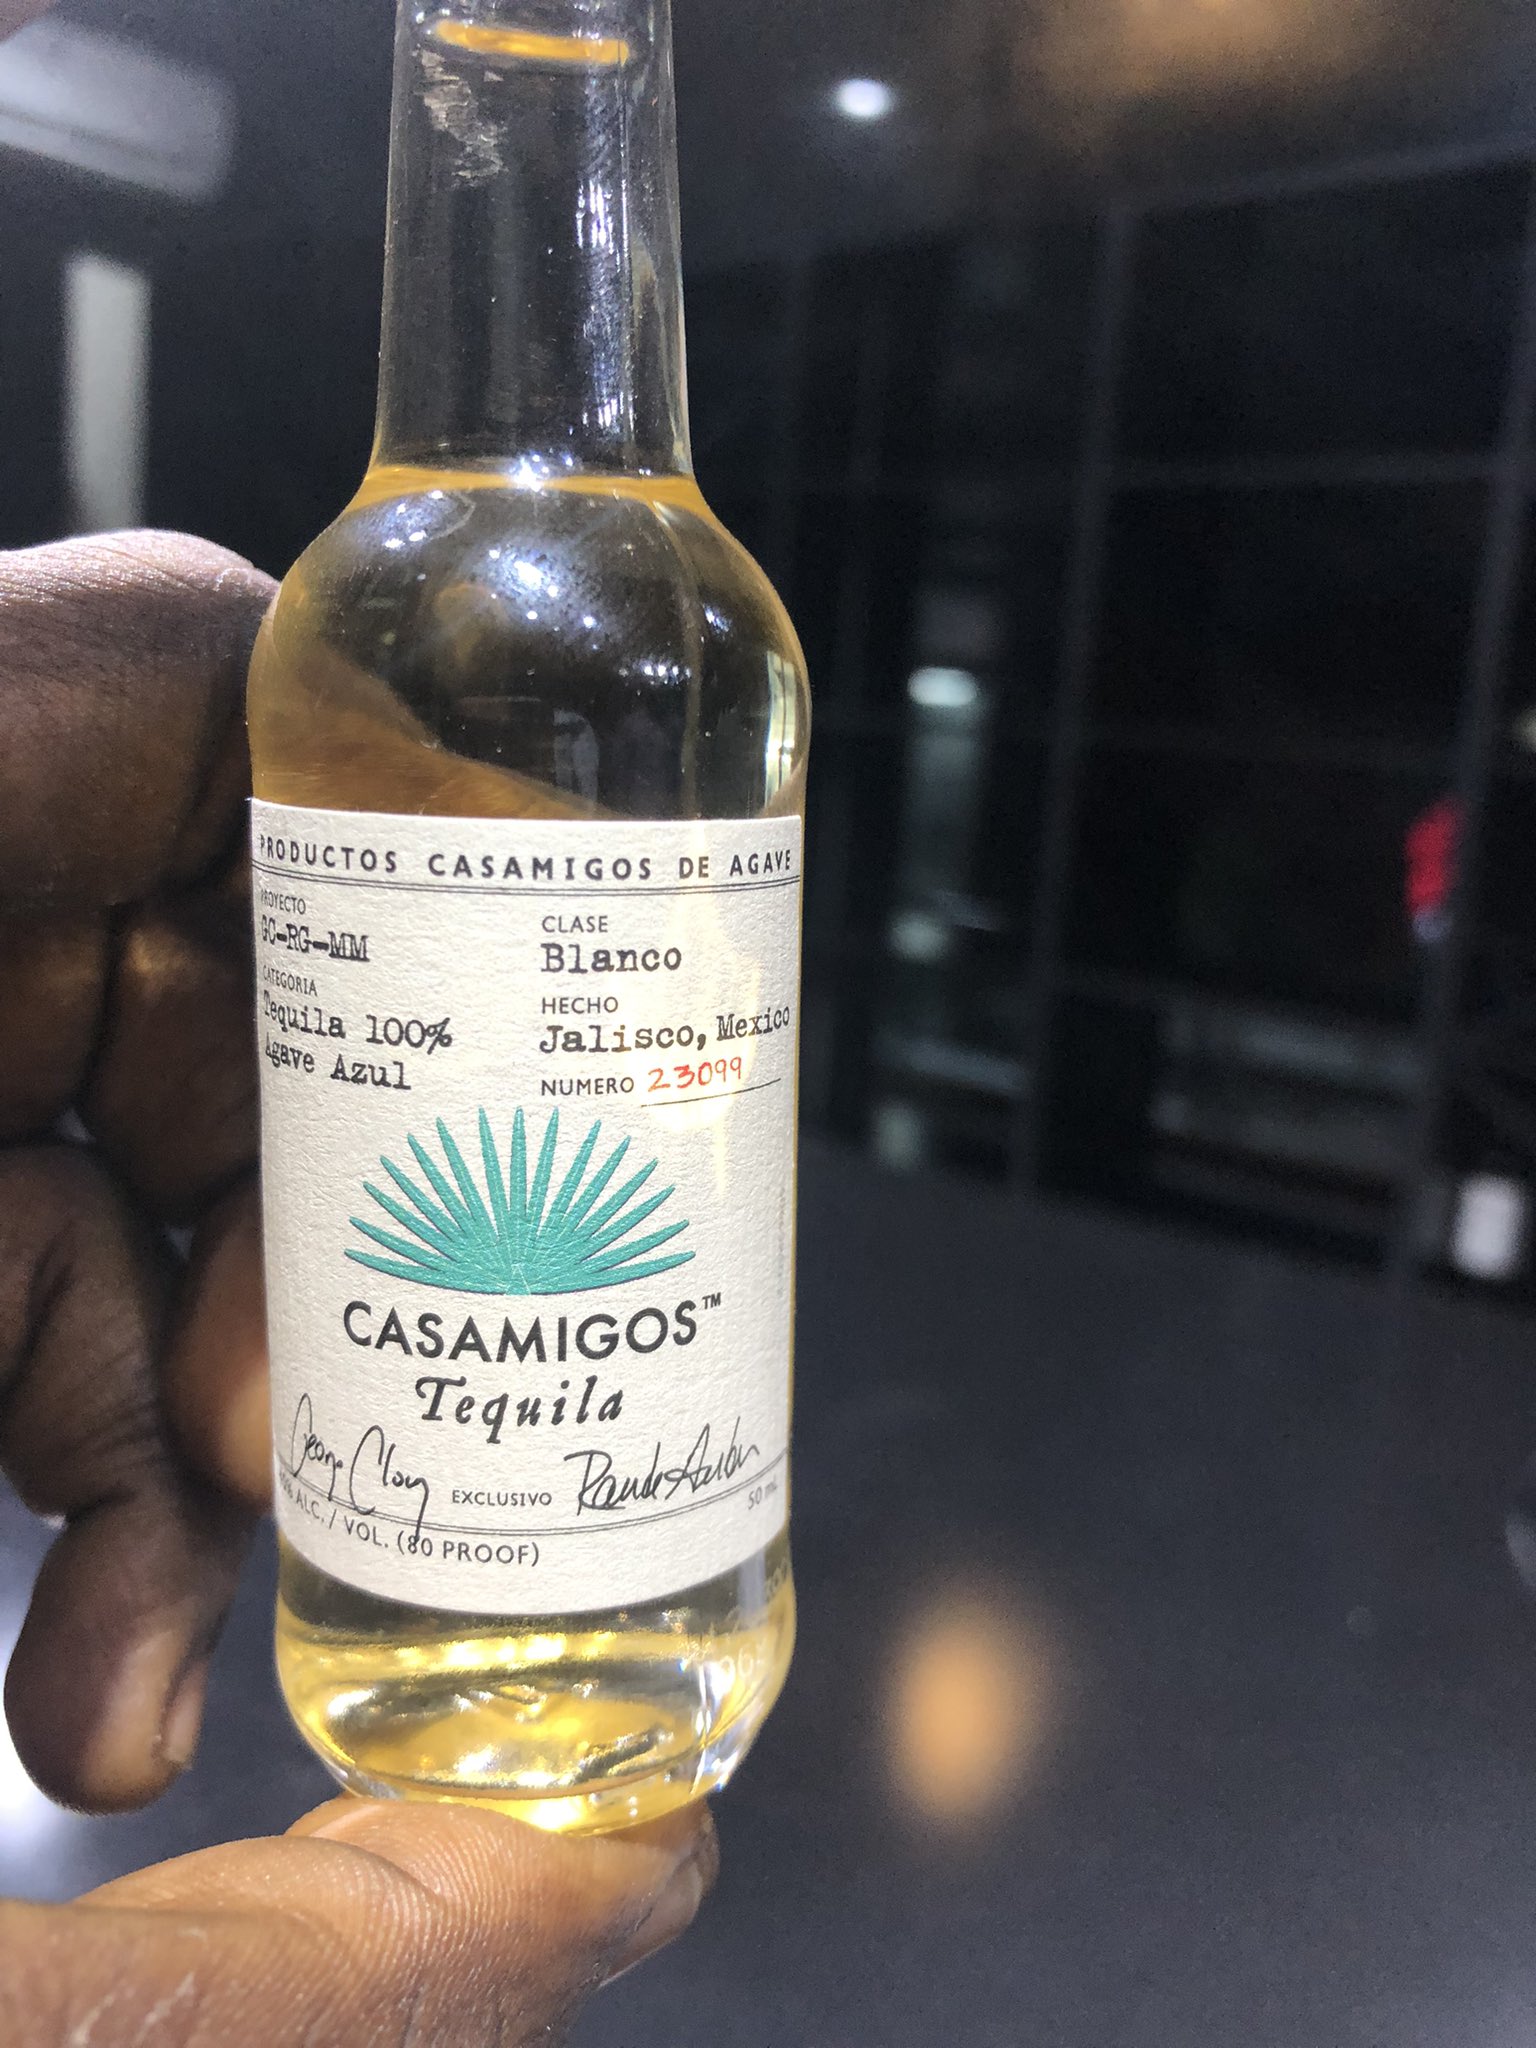 PRODUCTOS CASAMIGOS DE AGAVE
PROYECTO
GC-RG-MM
CATEGORIA
Tequila 100%
Agave Azul
CLASE
Blanco
HECHO
Jalisco, Mexico
NUMERO 23099
CASAMIGOS™
Tequila
EXCLUSIVO
50 mL
ALC. / VOL. (80 PROOF)